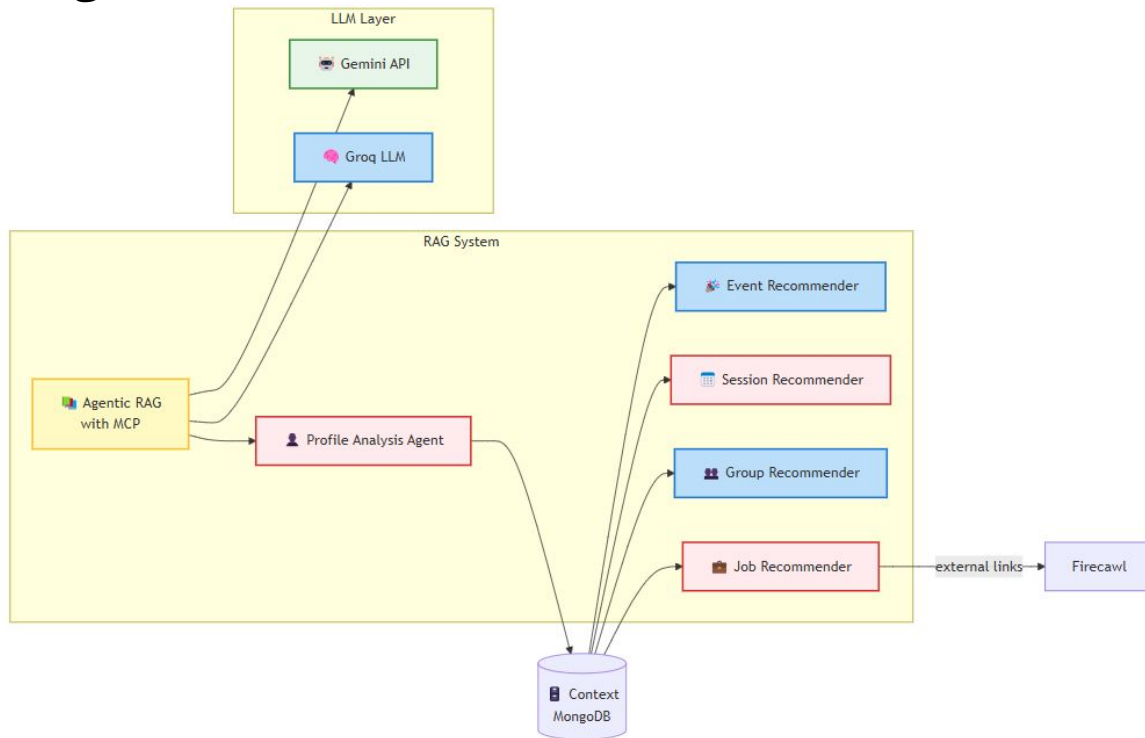 LLM Layer
Gemini API
Groq LLM
RAG System
Event Recommender
Session Recommender
Agentic RAG
with MCP
Profile Analysis Agent
Group Recommender
Job Recommender
external links
Firecawl
Context
MongoDB